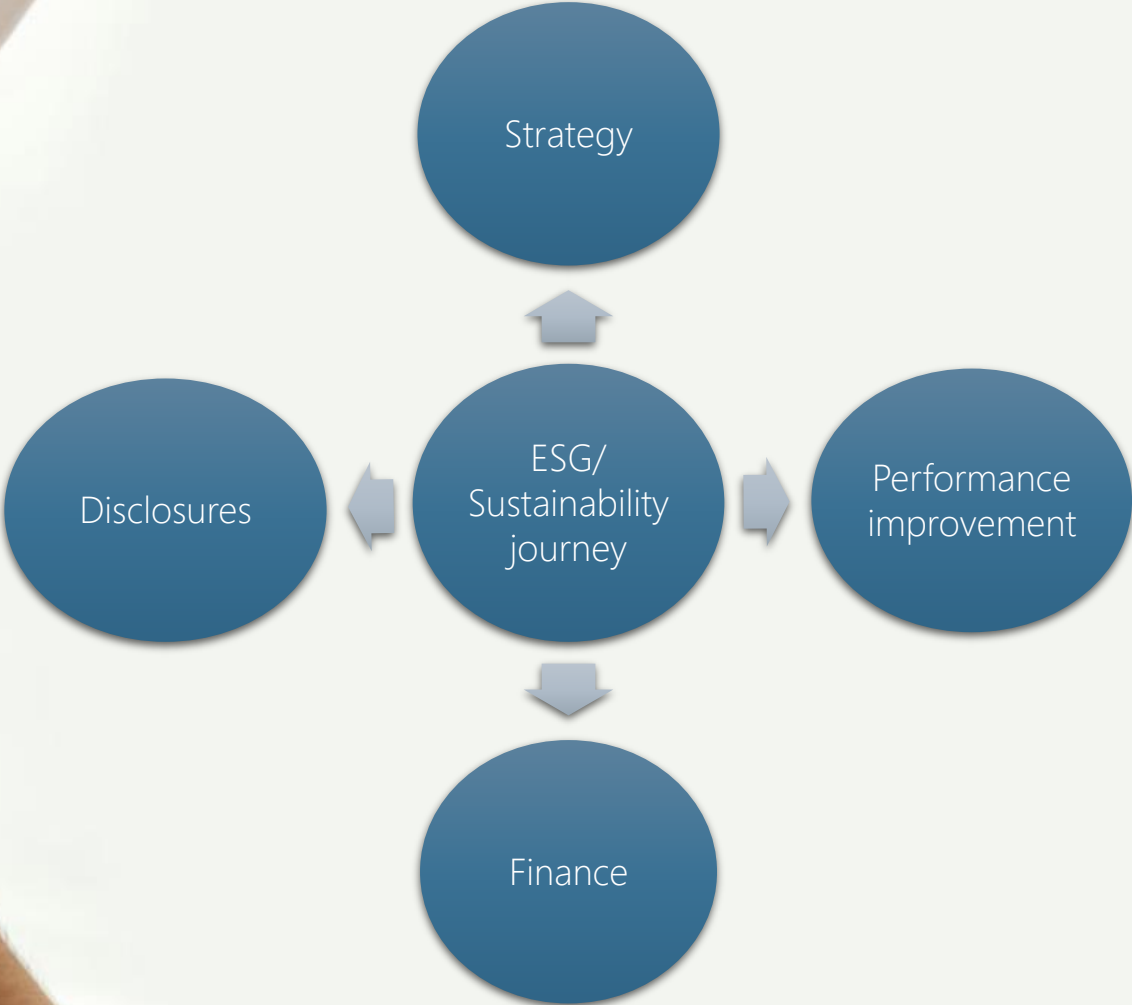 Strategy
Disclosures
ESG/
Sustainability
journey
Performance
improvement
Finance